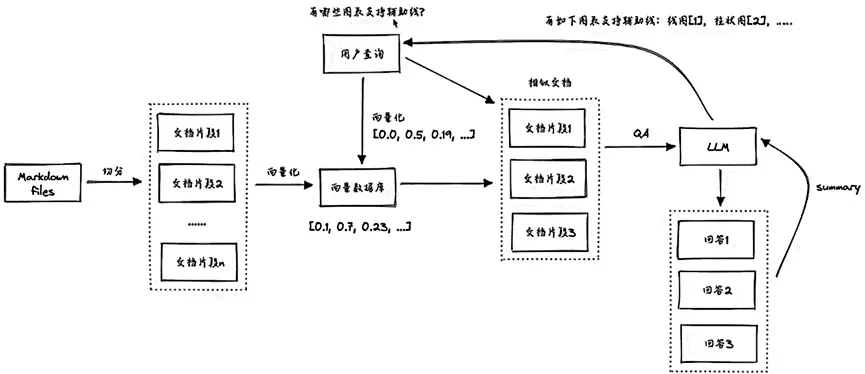 有哪些图表支持辅助线?
有如下图表支持辅助线: 线图[1], 柱状图[2], ……
用户查询
相似文档
向量化
[0.0, 0.5, 0.19, ...]
文档片段1
文档片段1
QA
LLM
Markdown
files
切分
文档片段2
向量化
向量数据库
文档片段2
summary
……
[0.1, 0.7, 0.23, ...]
文档片段3
回答1
文档片段n
回答2
回答3